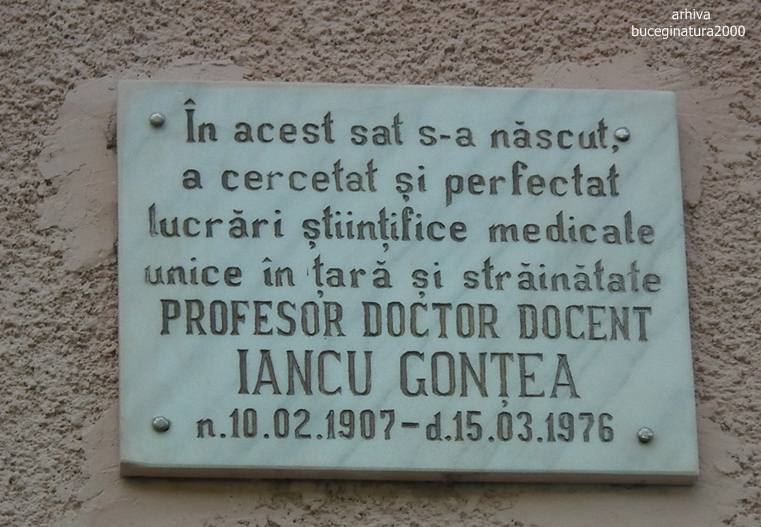 arhiva
buceginatura2000
În acest sat s-a născut,
a cercetat și perfectat
lucrări științifice medicale
unice în țară și străinătate
PROFESOR DOCTOR DOCENT
IANCU GONȚEA
n.10.02.1907-d.15.03.1976